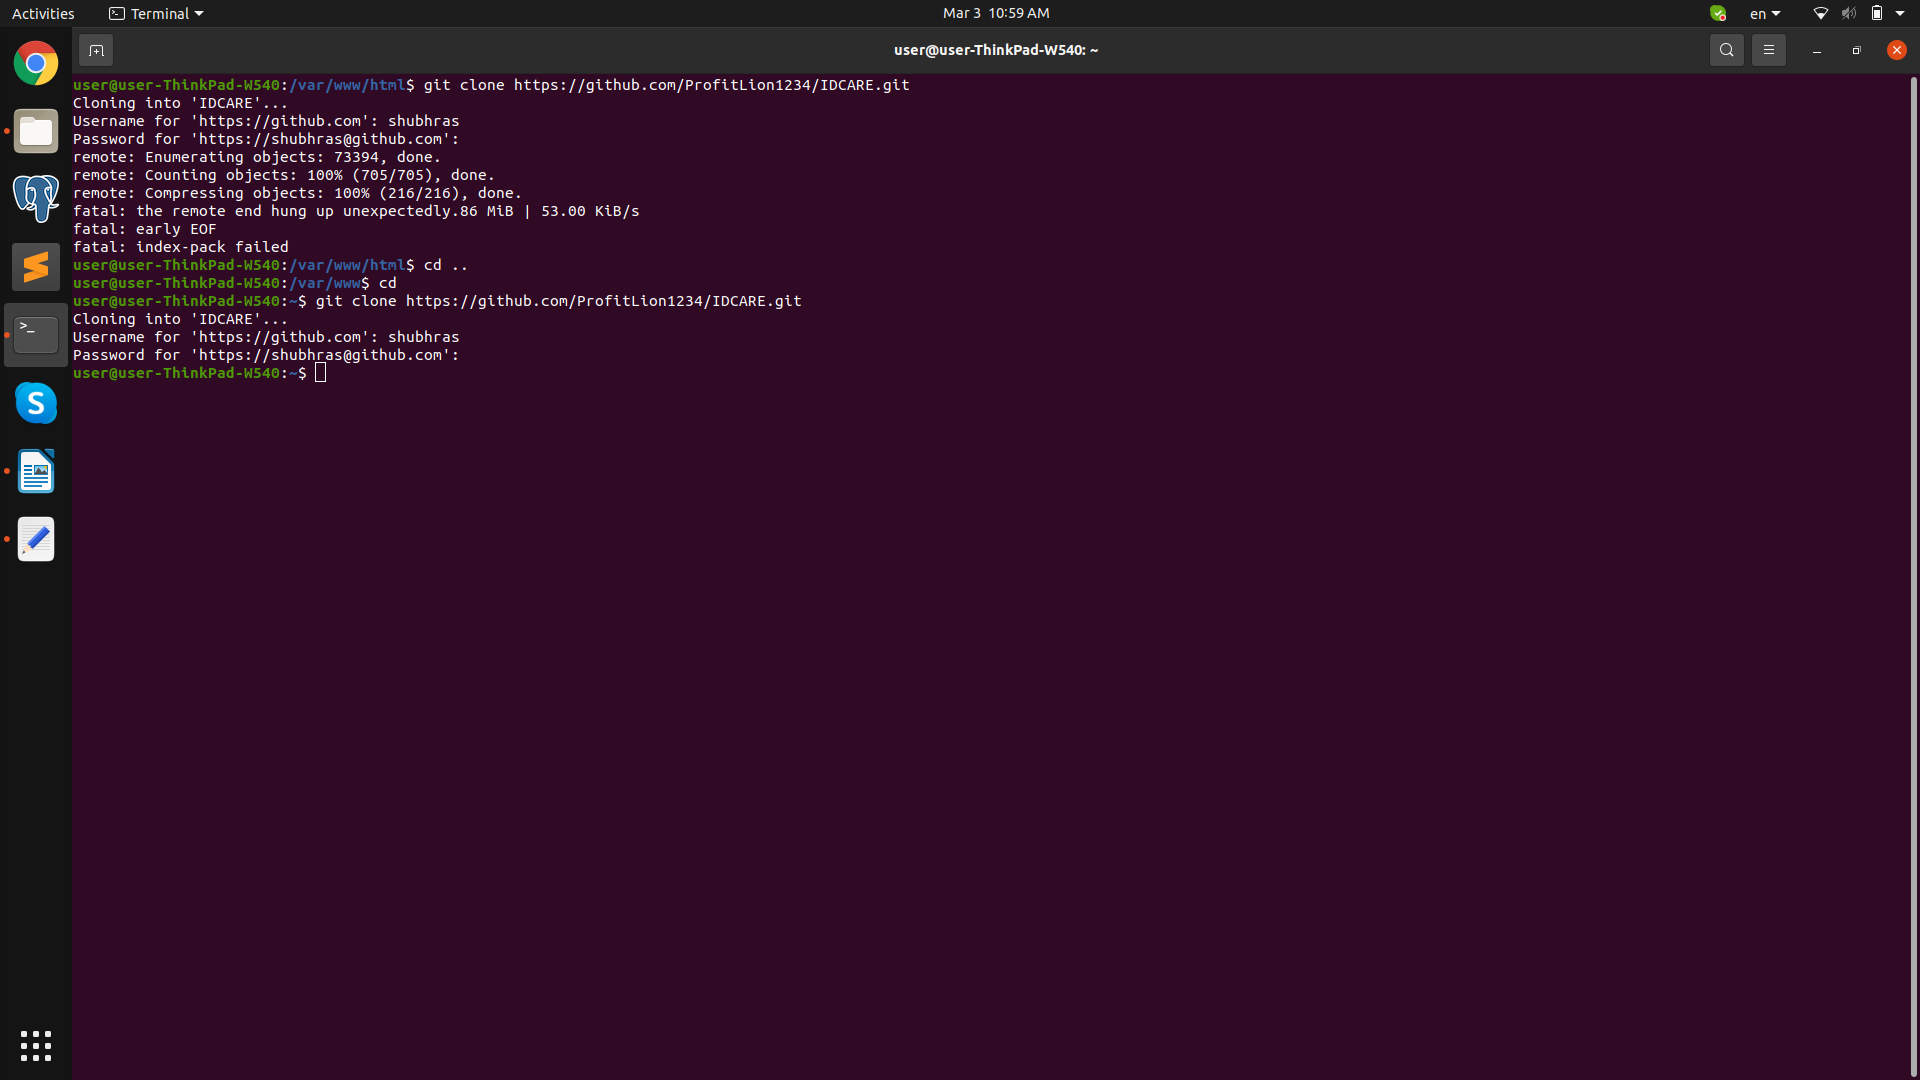 Activities Terminal Mar 3 10:59 AM en
user@user-ThinkPad-W540: ~
user@user-ThinkPad-W540:/var/www/html$ git clone https://github.com/ProfitLion1234/IDCARE.git
Cloning into 'IDCARE'...
Username for 'https://github.com': shubhras
Password for 'https://shubhras@github.com':
remote: Enumerating objects: 73394, done.
remote: Counting objects: 100% (705/705), done.
remote: Compressing objects: 100% (216/216), done.
fatal: the remote end hung up unexpectedly.86 MiB | 53.00 KiB/s
fatal: early EOF
fatal: index-pack failed
user@user-ThinkPad-W540:/var/www/html$ cd ..
user@user-ThinkPad-W540:/var/www$ cd
user@user-ThinkPad-W540:~$ git clone https://github.com/ProfitLion1234/IDCARE.git
Cloning into 'IDCARE'...
Username for 'https://github.com': shubhras
Password for 'https://shubhras@github.com':
user@user-ThinkPad-W540:~$